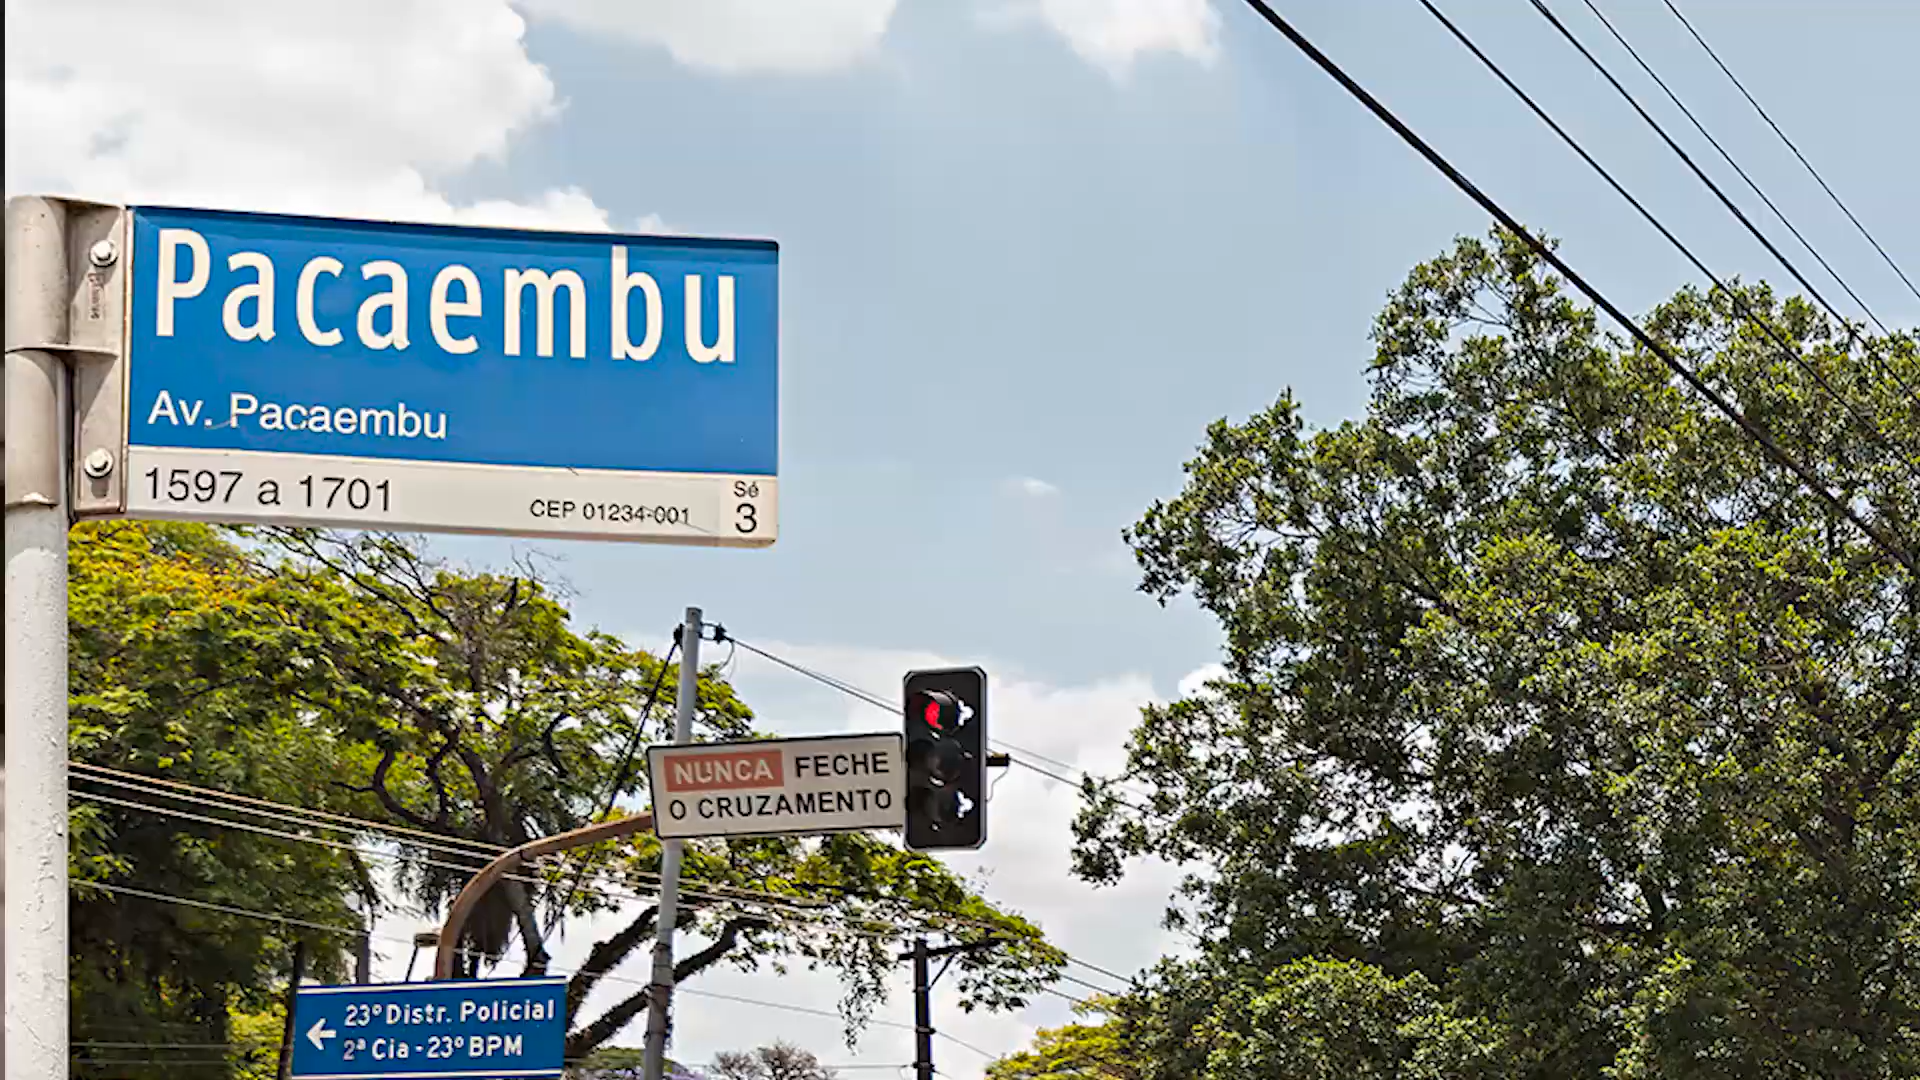 Pacaembu
Av. Pacaembu
1597 a 1701
CEP 01234-001
Sé
3
NUNCA FECHE
O CRUZAMENTO
23º Distr. Policial
2ª Cia - 23º BPM